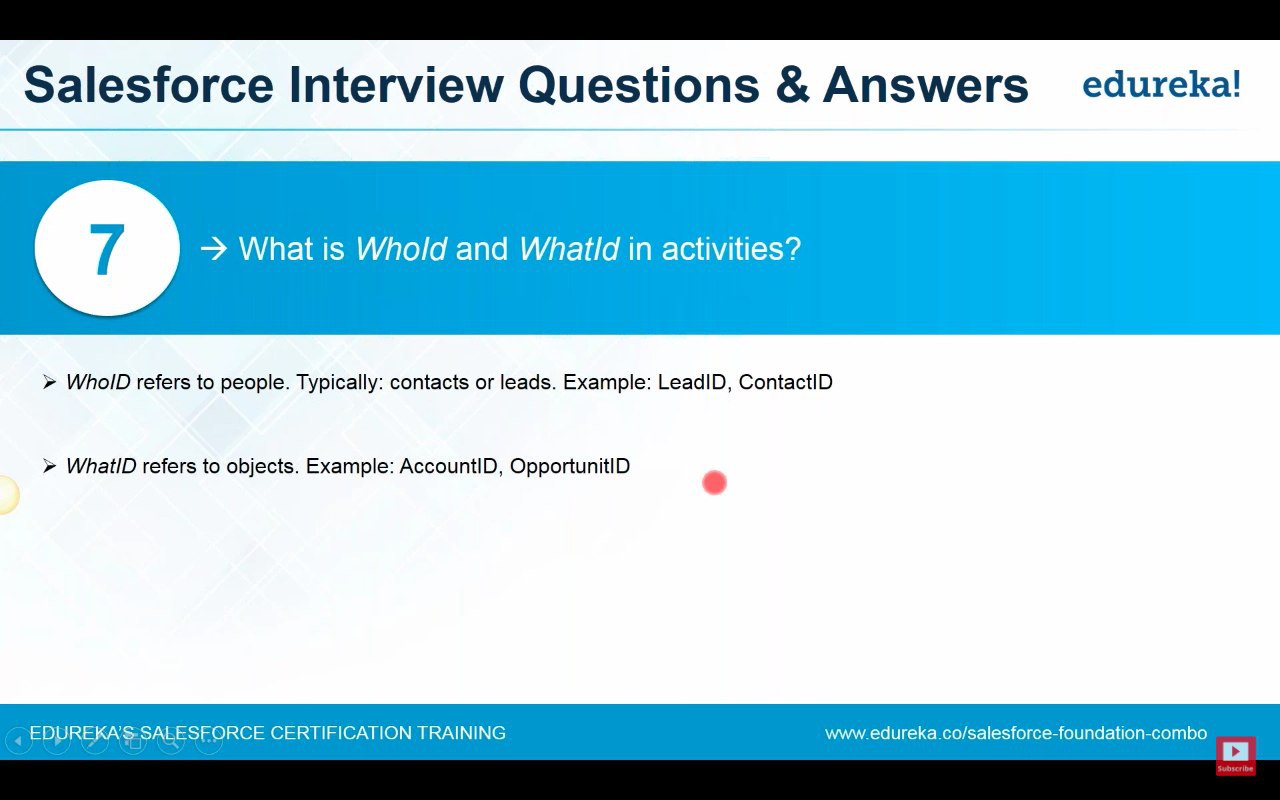 Salesforce Interview Questions & Answers
edureka!
7
→ What is WhoId and WhatId in activities?
➢ WhoID refers to people. Typically: contacts or leads. Example: LeadID, ContactID
➢ WhatID refers to objects. Example: AccountID, OpportunitID
EDUREKA'S SALESFORCE CERTIFICATION TRAINING
www.edureka.co/salesforce-foundation-combo
Subscribe